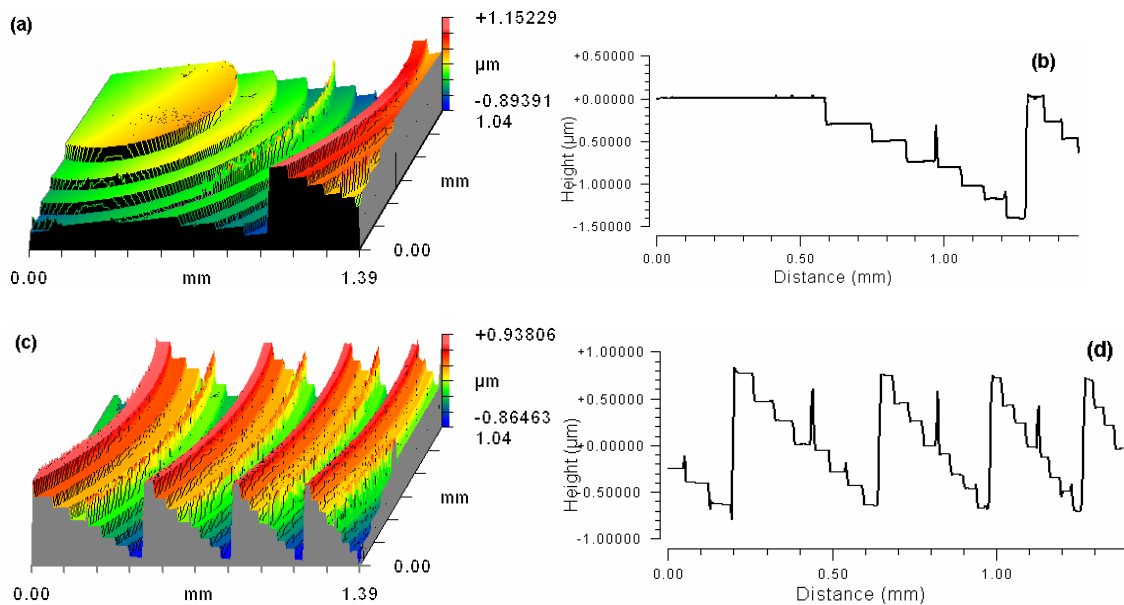 (a)
+1.15229
µm
-0.89391
1.04
mm
0.00
0.00
mm
1.39
(b)
+0.50000
+0.00000
0.50000
1.00000
-1.50000
Height (µm)
0.00
0.50
1.00
Distance (mm)
(c)
+0.93806
µm
-0.86463
1.04
mm
0.00
0.00
mm
1.39
(d)
+1.00000
+0.50000
+0.00000
-0.50000
-1.00000
Height (µm)
0.00
0.50
1.00
Distance (mm)